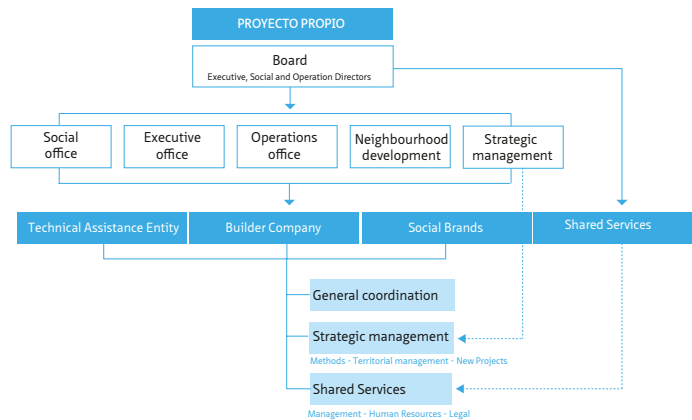 PROYECTO PROPIO
Board
Executive, Social and Operation Directors
Social
office
Executive
office
Operations
office
Neighbourhood
development
Strategic
management
Technical Assistance Entity
Builder Company
Social Brands
Shared Services
General coordination
Strategic management
Methods - Territorial management - New Projects
Shared Services
Management - Human Resources - Legal